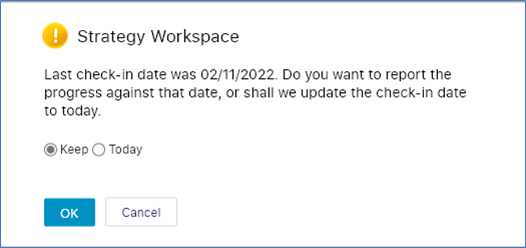 Strategy Workspace
Last check-in date was 02/11/2022. Do you want to report the
progress against that date, or shall we update the check-in date
to today.
Keep Today
OK Cancel